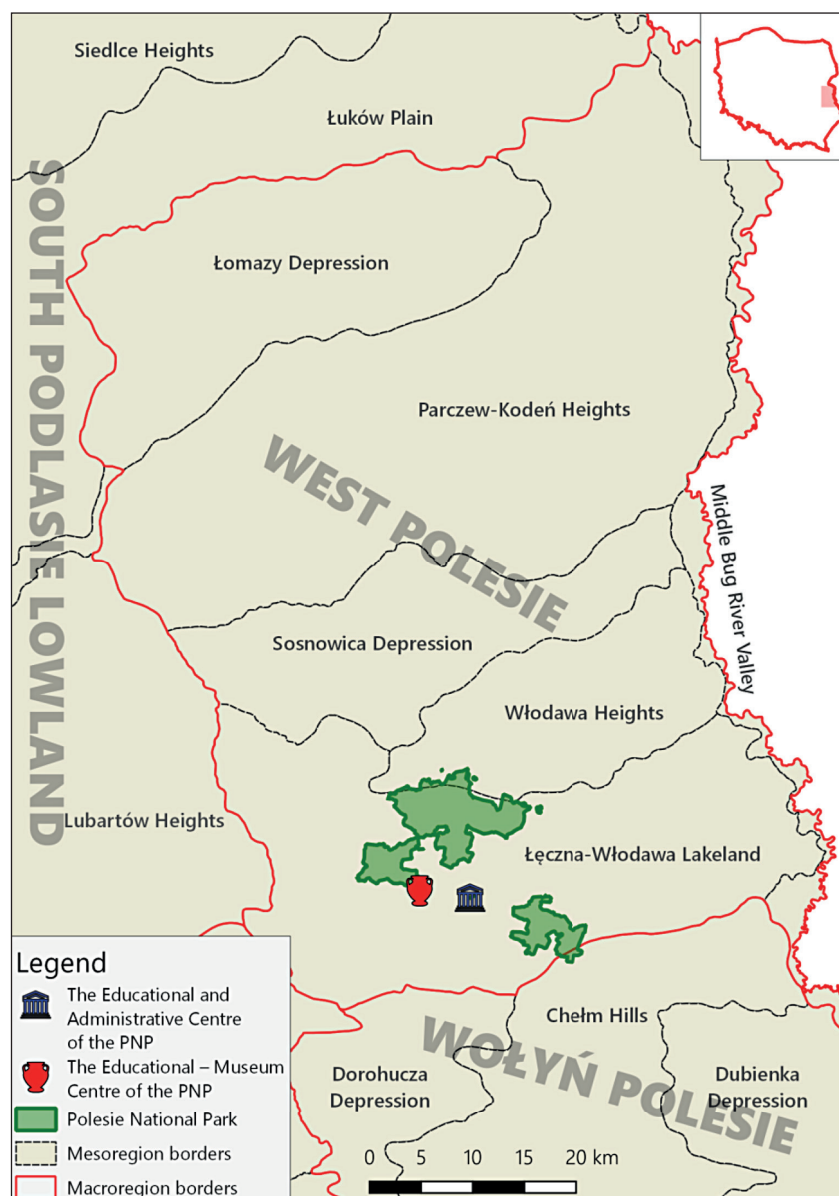 Siedlce Heights
Łuków Plain
SOUTH PODLASIE LOWLAND
Łomazy Depression
Parczew-Kodeń Heights
WEST POLESIE
Middle Bug River Valley
Sosnowica Depression
Włodawa Heights
Lubartów Heights
Łęczna-Włodawa Lakeland
Chełm Hills
WOŁYŃ POLESIE
Dorohucza
Depression
Dubienka
Depression
Legend
The Educational and
Administrative Centre
of the PNP
The Educational – Museum
Centre of the PNP
Polesie National Park
Mesoregion borders
Macroregion borders
0 5 10 15 20 km